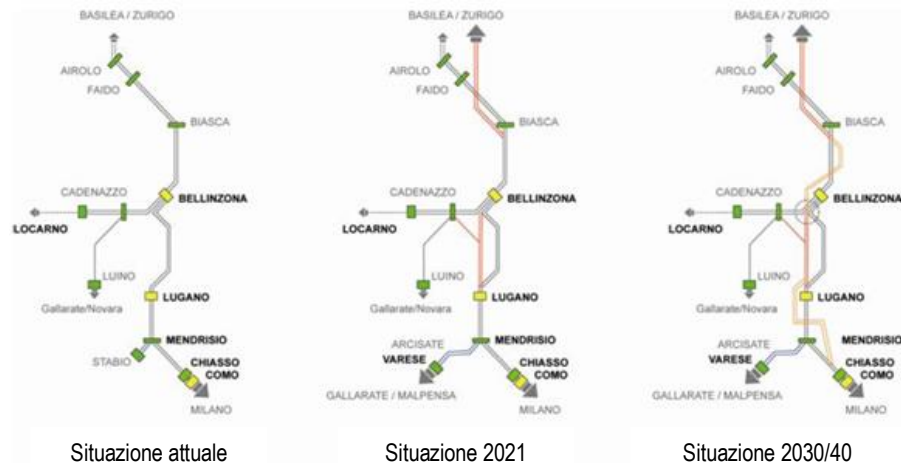 BASILEA / ZURIGO
AIROLO
FAIDO
BIASCA
CADENAZZO
BELLINZONA
LOCARNO
LUINO
Gallarate/Novara
LUGANO
MENDRISIO
STABIO
CHIASSO
COMO
MILANO
Situazione attuale
BASILEA / ZURIGO
AIROLO
FAIDO
BIASCA
CADENAZZO
BELLINZONA
LOCARNO
LUINO
Gallarate/Novara
LUGANO
ARCISATE
MENDRISIO
VARESE
CHIASSO
COMO
GALLARATE / MALPENSA
MILANO
Situazione 2021
BASILEA / ZURIGO
AIROLO
FAIDO
BIASCA
CADENAZZO
BELLINZONA
LOCARNO
LUINO
Gallarate/Novara
LUGANO
ARCISATE
MENDRISIO
VARESE
CHIASSO
COMO
GALLARATE / MALPENSA
MILANO
Situazione 2030/40